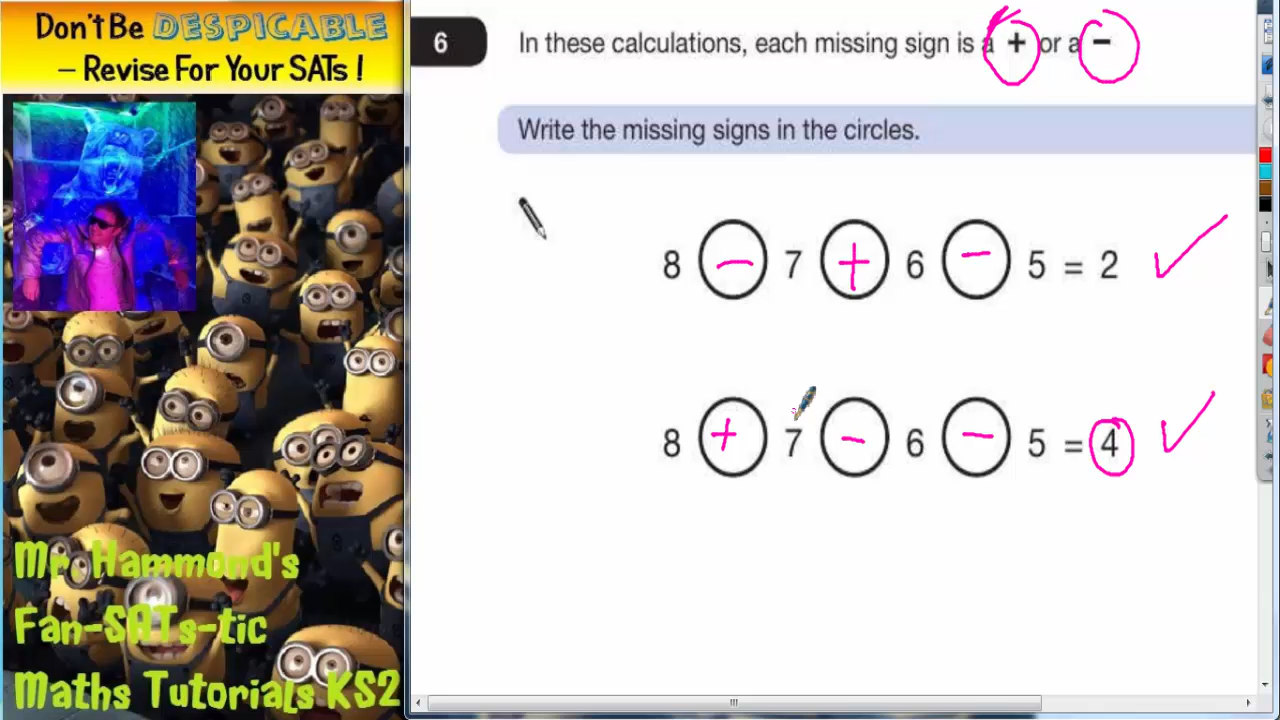 Don't Be DESPICABLE
– Revise For Your SATs !
Mr. Hammond's
Fan-SATs-tic
Maths Tutorials KS2
6 In these calculations, each missing sign is a + or a −
Write the missing signs in the circles.
8 − 7 + 6 − 5 = 2
8 + 7 − 6 − 5 = 4